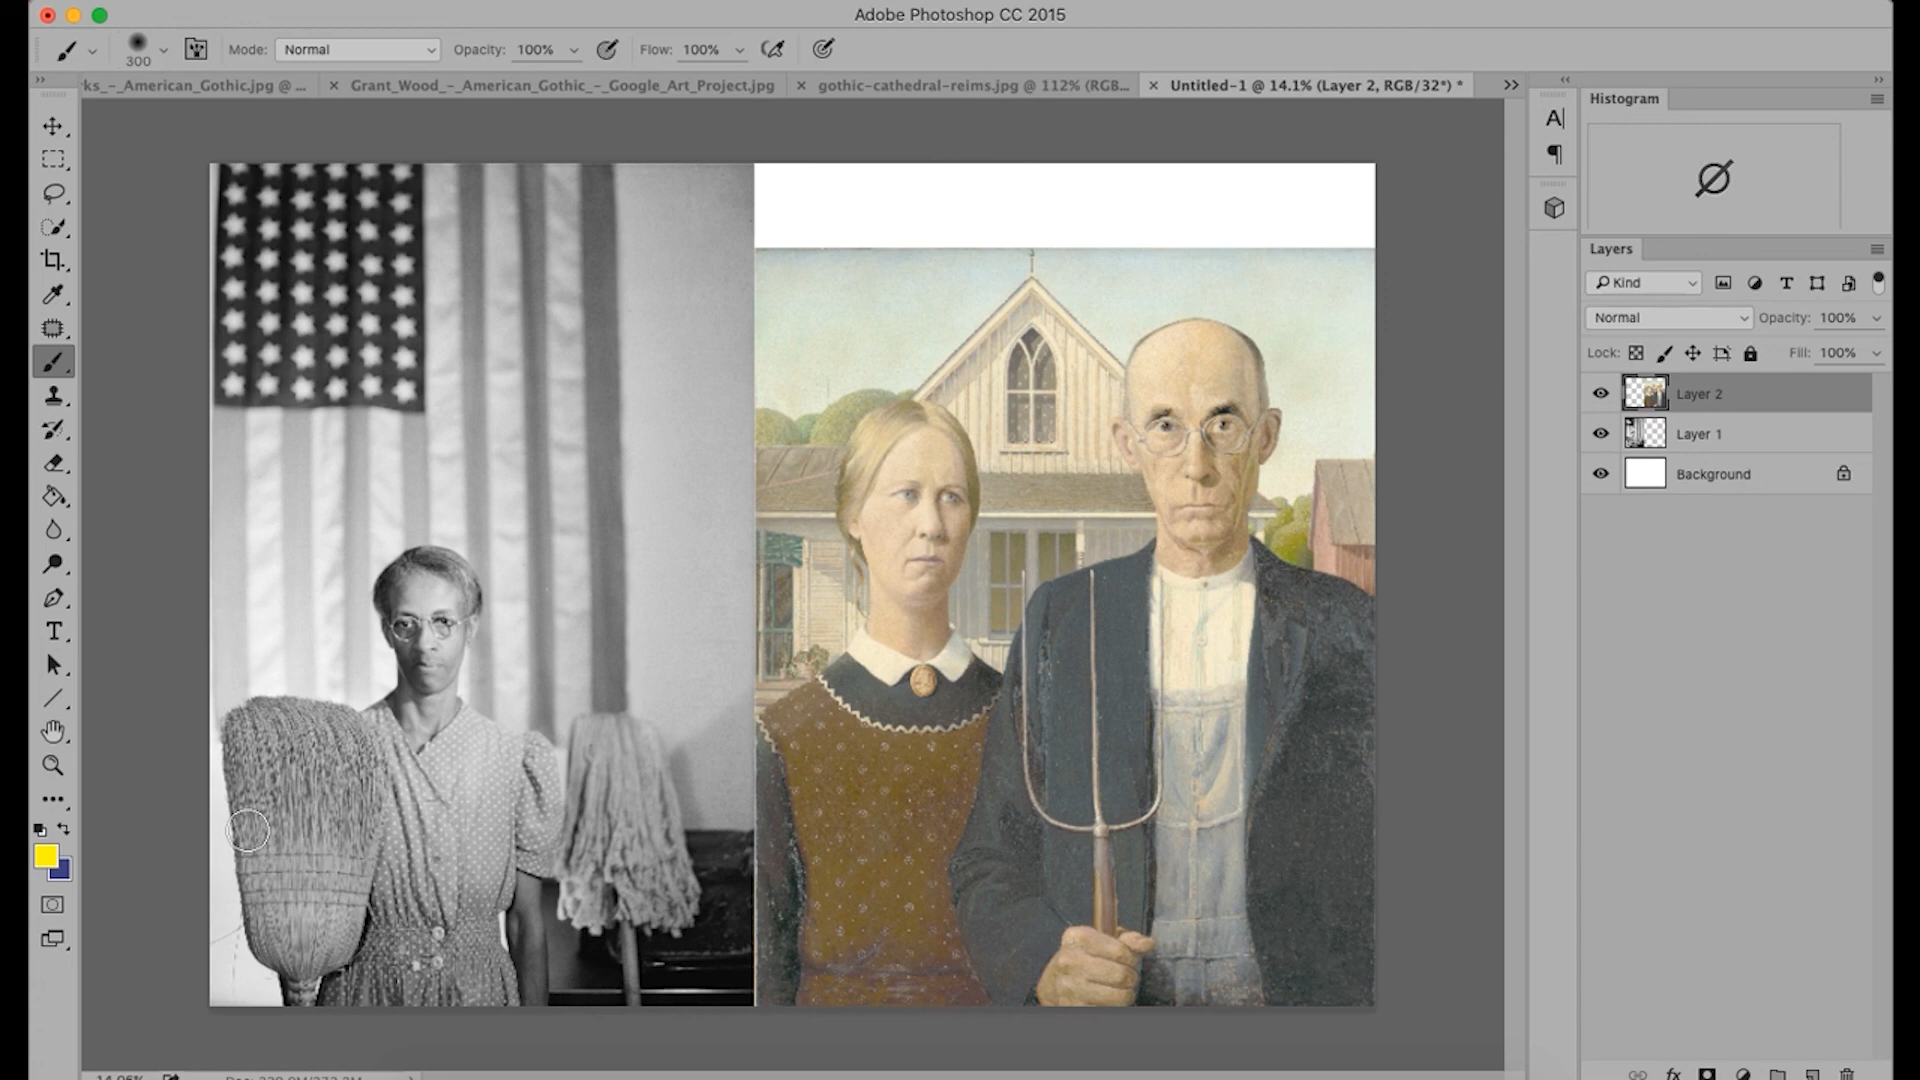 Adobe Photoshop CC 2015
300
Mode: Normal Opacity: 100% Flow: 100%
ks_-_American_Gothic.jpg @ ... × Grant_Wood_-_American_Gothic_-_Google_Art_Project.jpg × gothic-cathedral-reims.jpg @ 112% (RGB... × Untitled-1 @ 14.1% (Layer 2, RGB/32*) *
Histogram
Layers
Kind
Normal Opacity: 100%
Lock: Fill: 100%
Layer 2
Layer 1
Background